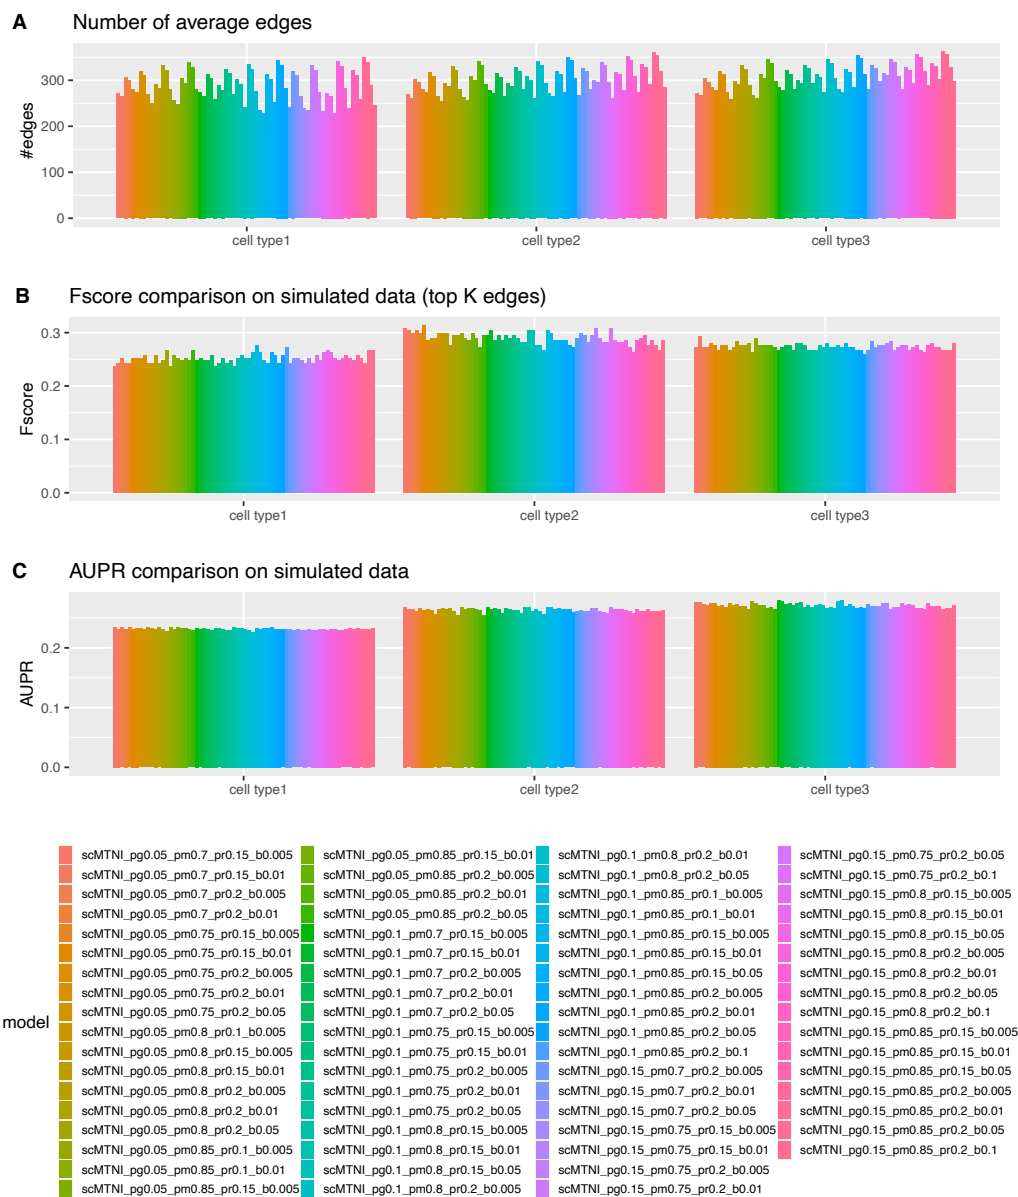 A Number of average edges
300
200
100
0
#edges
cell type1 cell type2 cell type3
B Fscore comparison on simulated data (top K edges)
0.3
0.2
0.1
0.0
Fscore
cell type1 cell type2 cell type3
C AUPR comparison on simulated data
0.2
0.1
0.0
AUPR
cell type1 cell type2 cell type3
model
scMTNI_pg0.05_pm0.7_pr0.15_b0.005
scMTNI_pg0.05_pm0.7_pr0.15_b0.01
scMTNI_pg0.05_pm0.7_pr0.2_b0.005
scMTNI_pg0.05_pm0.7_pr0.2_b0.01
scMTNI_pg0.05_pm0.75_pr0.15_b0.005
scMTNI_pg0.05_pm0.75_pr0.15_b0.01
scMTNI_pg0.05_pm0.75_pr0.2_b0.005
scMTNI_pg0.05_pm0.75_pr0.2_b0.01
scMTNI_pg0.05_pm0.75_pr0.2_b0.05
scMTNI_pg0.05_pm0.8_pr0.1_b0.005
scMTNI_pg0.05_pm0.8_pr0.15_b0.005
scMTNI_pg0.05_pm0.8_pr0.15_b0.01
scMTNI_pg0.05_pm0.8_pr0.2_b0.005
scMTNI_pg0.05_pm0.8_pr0.2_b0.01
scMTNI_pg0.05_pm0.8_pr0.2_b0.05
scMTNI_pg0.05_pm0.85_pr0.1_b0.005
scMTNI_pg0.05_pm0.85_pr0.1_b0.01
scMTNI_pg0.05_pm0.85_pr0.15_b0.005
scMTNI_pg0.05_pm0.85_pr0.15_b0.01
scMTNI_pg0.05_pm0.85_pr0.2_b0.005
scMTNI_pg0.05_pm0.85_pr0.2_b0.01
scMTNI_pg0.05_pm0.85_pr0.2_b0.05
scMTNI_pg0.1_pm0.7_pr0.15_b0.005
scMTNI_pg0.1_pm0.7_pr0.15_b0.01
scMTNI_pg0.1_pm0.7_pr0.2_b0.005
scMTNI_pg0.1_pm0.7_pr0.2_b0.01
scMTNI_pg0.1_pm0.7_pr0.2_b0.05
scMTNI_pg0.1_pm0.75_pr0.15_b0.005
scMTNI_pg0.1_pm0.75_pr0.15_b0.01
scMTNI_pg0.1_pm0.75_pr0.2_b0.005
scMTNI_pg0.1_pm0.75_pr0.2_b0.01
scMTNI_pg0.1_pm0.75_pr0.2_b0.05
scMTNI_pg0.1_pm0.8_pr0.15_b0.005
scMTNI_pg0.1_pm0.8_pr0.15_b0.01
scMTNI_pg0.1_pm0.8_pr0.15_b0.05
scMTNI_pg0.1_pm0.8_pr0.2_b0.005
scMTNI_pg0.1_pm0.8_pr0.2_b0.01
scMTNI_pg0.1_pm0.8_pr0.2_b0.05
scMTNI_pg0.1_pm0.85_pr0.1_b0.005
scMTNI_pg0.1_pm0.85_pr0.1_b0.01
scMTNI_pg0.1_pm0.85_pr0.15_b0.005
scMTNI_pg0.1_pm0.85_pr0.15_b0.01
scMTNI_pg0.1_pm0.85_pr0.15_b0.05
scMTNI_pg0.1_pm0.85_pr0.2_b0.005
scMTNI_pg0.1_pm0.85_pr0.2_b0.01
scMTNI_pg0.1_pm0.85_pr0.2_b0.05
scMTNI_pg0.1_pm0.85_pr0.2_b0.1
scMTNI_pg0.15_pm0.7_pr0.2_b0.005
scMTNI_pg0.15_pm0.7_pr0.2_b0.01
scMTNI_pg0.15_pm0.7_pr0.2_b0.05
scMTNI_pg0.15_pm0.75_pr0.15_b0.005
scMTNI_pg0.15_pm0.75_pr0.15_b0.01
scMTNI_pg0.15_pm0.75_pr0.2_b0.005
scMTNI_pg0.15_pm0.75_pr0.2_b0.01
scMTNI_pg0.15_pm0.75_pr0.2_b0.05
scMTNI_pg0.15_pm0.75_pr0.2_b0.1
scMTNI_pg0.15_pm0.8_pr0.15_b0.005
scMTNI_pg0.15_pm0.8_pr0.15_b0.01
scMTNI_pg0.15_pm0.8_pr0.15_b0.05
scMTNI_pg0.15_pm0.8_pr0.2_b0.005
scMTNI_pg0.15_pm0.8_pr0.2_b0.01
scMTNI_pg0.15_pm0.8_pr0.2_b0.05
scMTNI_pg0.15_pm0.8_pr0.2_b0.1
scMTNI_pg0.15_pm0.85_pr0.15_b0.005
scMTNI_pg0.15_pm0.85_pr0.15_b0.01
scMTNI_pg0.15_pm0.85_pr0.15_b0.05
scMTNI_pg0.15_pm0.85_pr0.2_b0.005
scMTNI_pg0.15_pm0.85_pr0.2_b0.01
scMTNI_pg0.15_pm0.85_pr0.2_b0.05
scMTNI_pg0.15_pm0.85_pr0.2_b0.1